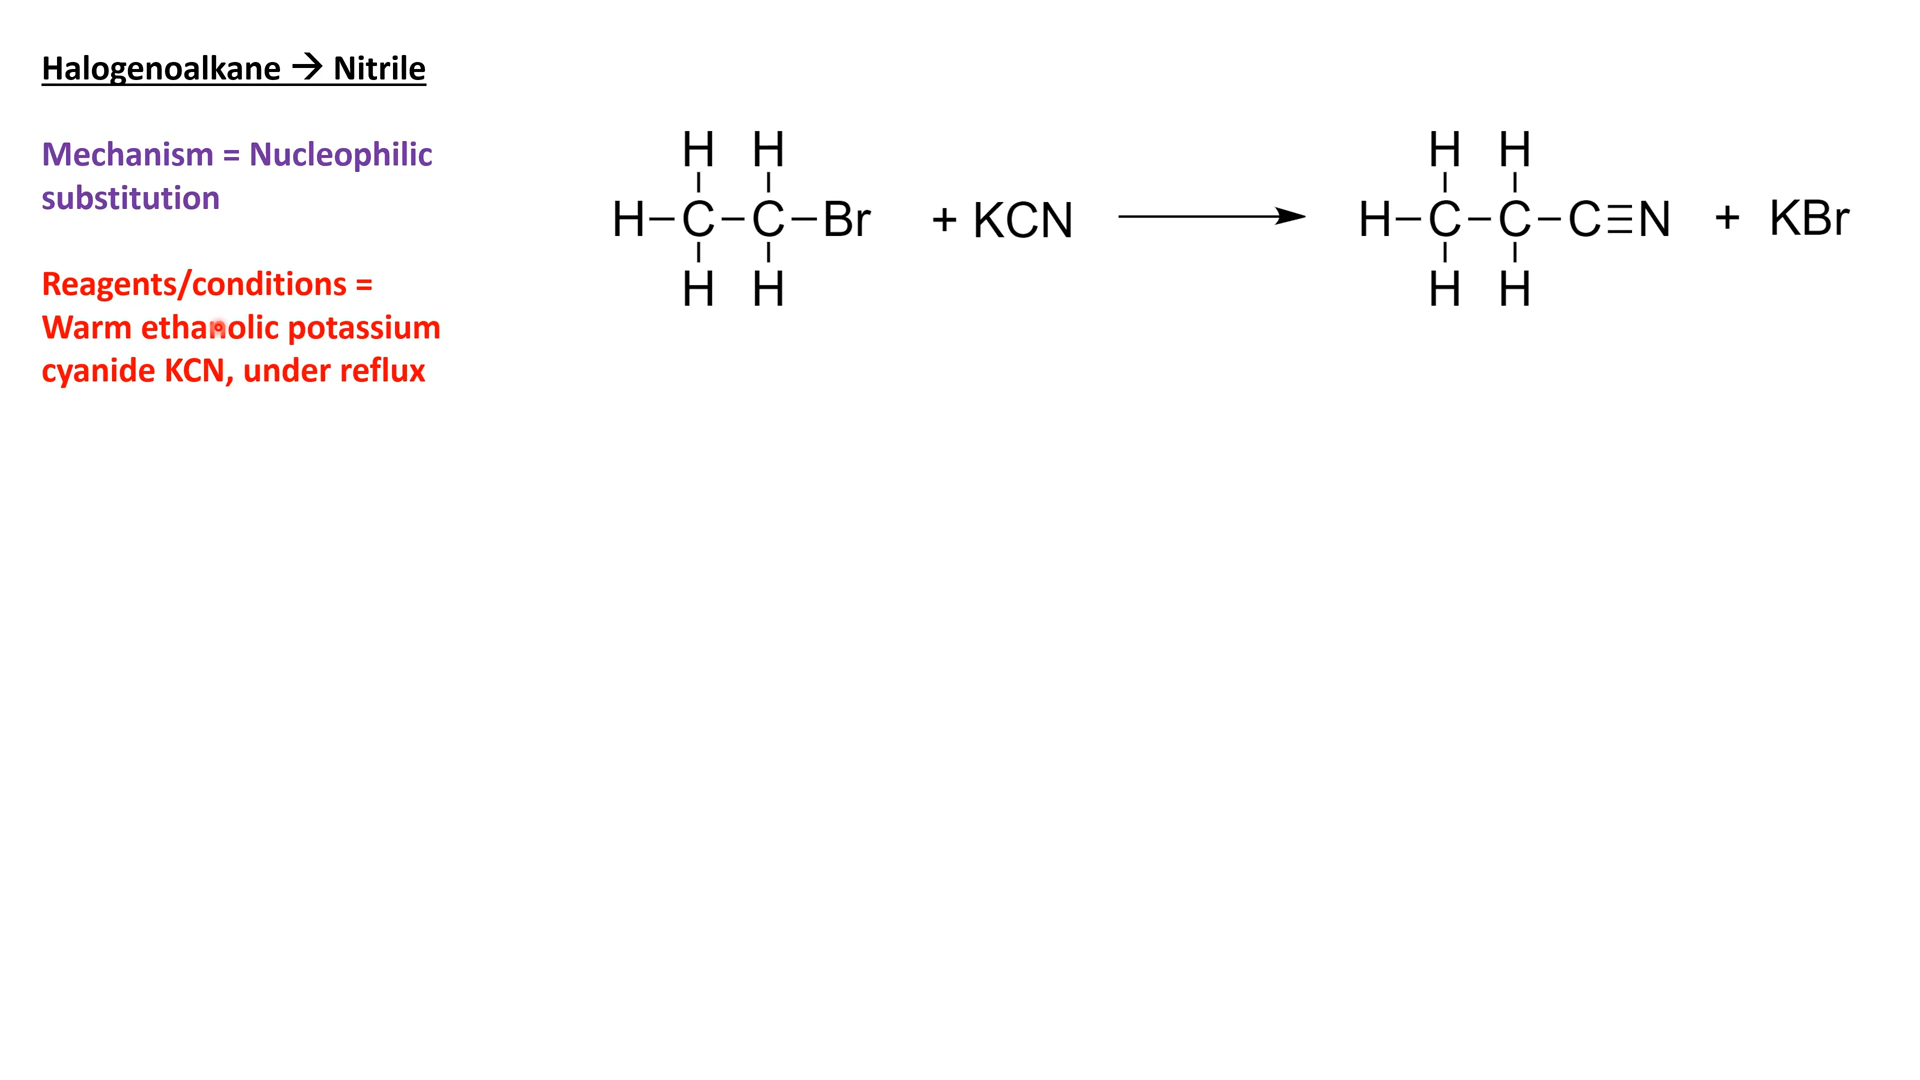 Halogenoalkane → Nitrile
Mechanism = Nucleophilic
substitution
Reagents/conditions =
Warm ethanolic potassium
cyanide KCN, under reflux
H H H H
H–C–C–Br + KCN ⟶ H–C–C–C≡N + KBr
H H H H